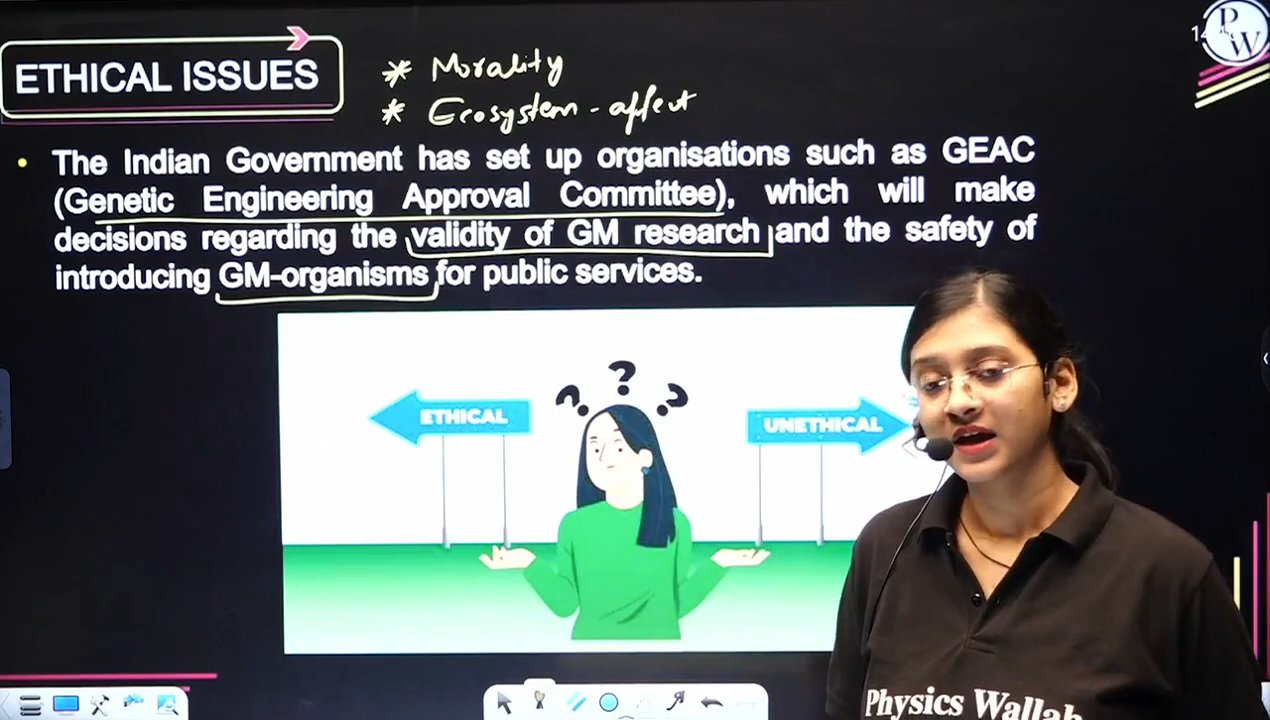 ETHICAL ISSUES
* Morality
* Ecosystem - affect
• The Indian Government has set up organisations such as GEAC
(Genetic Engineering Approval Committee), which will make
decisions regarding the validity of GM research and the safety of
introducing GM-organisms for public services.
ETHICAL
? ? ?
UNETHICAL
PW
Physics Wallah